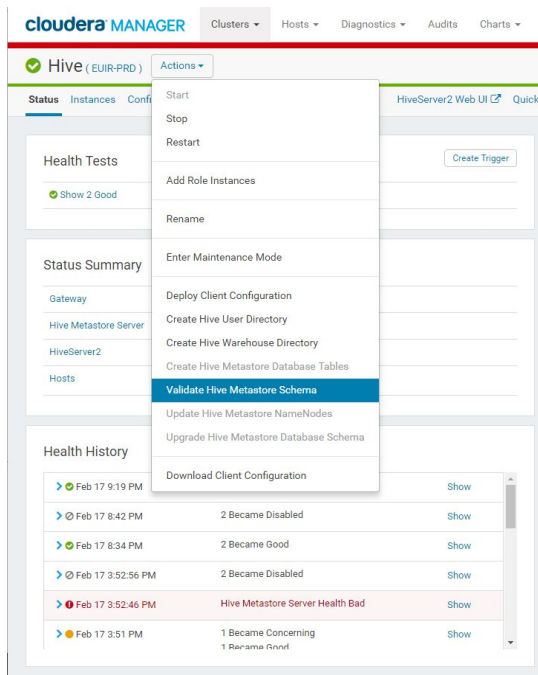 cloudera MANAGER Clusters Hosts Diagnostics Audits Charts
Hive ( EUIR-PRD ) Actions
Status Instances HiveServer2 Web UI
Start
Stop
Restart
Add Role Instances
Rename
Enter Maintenance Mode
Deploy Client Configuration
Create Hive User Directory
Create Hive Warehouse Directory
Create Hive Metastore Database Tables
Validate Hive Metastore Schema
Update Hive Metastore NameNodes
Upgrade Hive Metastore Database Schema
Download Client Configuration
Health Tests Create Trigger
Show 2 Good
Status Summary
Gateway
Hive Metastore Server
HiveServer2
Hosts
Health History
Feb 17 9:19 PM Show
Feb 17 8:42 PM 2 Became Disabled Show
Feb 17 8:34 PM 2 Became Good Show
Feb 17 3:52:56 PM 2 Became Disabled Show
Feb 17 3:52:46 PM Hive Metastore Server Health Bad Show
Feb 17 3:51 PM 1 Became Concerning Show
1 Became Good